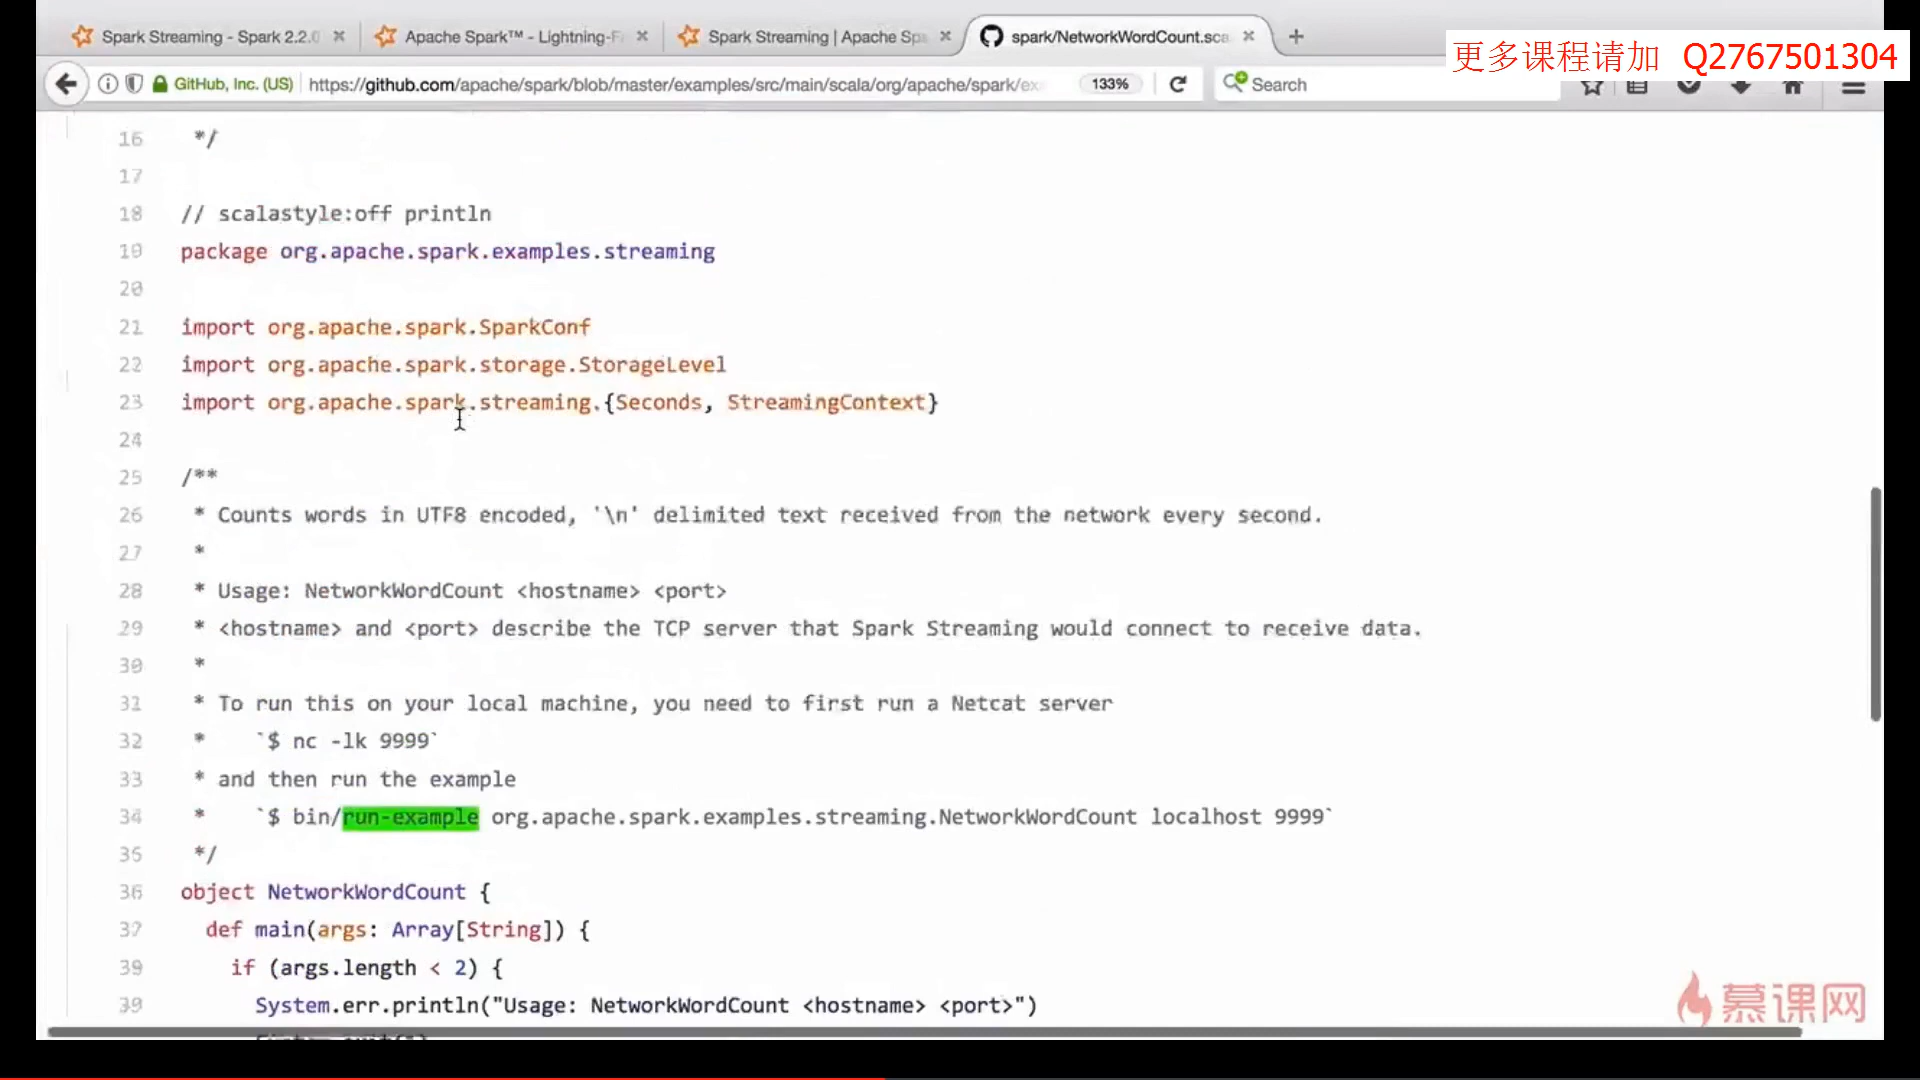 Spark Streaming - Spark 2.2.0
Apache Spark™ - Lightning-F
Spark Streaming | Apache Spa
spark/NetworkWordCount.sca
更多课程请加 Q2767501304
GitHub, Inc. (US)
https://github.com/apache/spark/blob/master/examples/src/main/scala/org/apache/spark/ex
133%
Search
16 */
17
18 // scalastyle:off println
19 package org.apache.spark.examples.streaming
20
21 import org.apache.spark.SparkConf
22 import org.apache.spark.storage.StorageLevel
23 import org.apache.spark.streaming.{Seconds, StreamingContext}
24
25 /**
26 * Counts words in UTF8 encoded, '\n' delimited text received from the network every second.
27 *
28 * Usage: NetworkWordCount <hostname> <port>
29 * <hostname> and <port> describe the TCP server that Spark Streaming would connect to receive data.
30 *
31 * To run this on your local machine, you need to first run a Netcat server
32 * `$ nc -lk 9999`
33 * and then run the example
34 * `$ bin/run-example org.apache.spark.examples.streaming.NetworkWordCount localhost 9999`
35 */
36 object NetworkWordCount {
37 def main(args: Array[String]) {
39 if (args.length < 2) {
39 System.err.println("Usage: NetworkWordCount <hostname> <port>")
慕课网